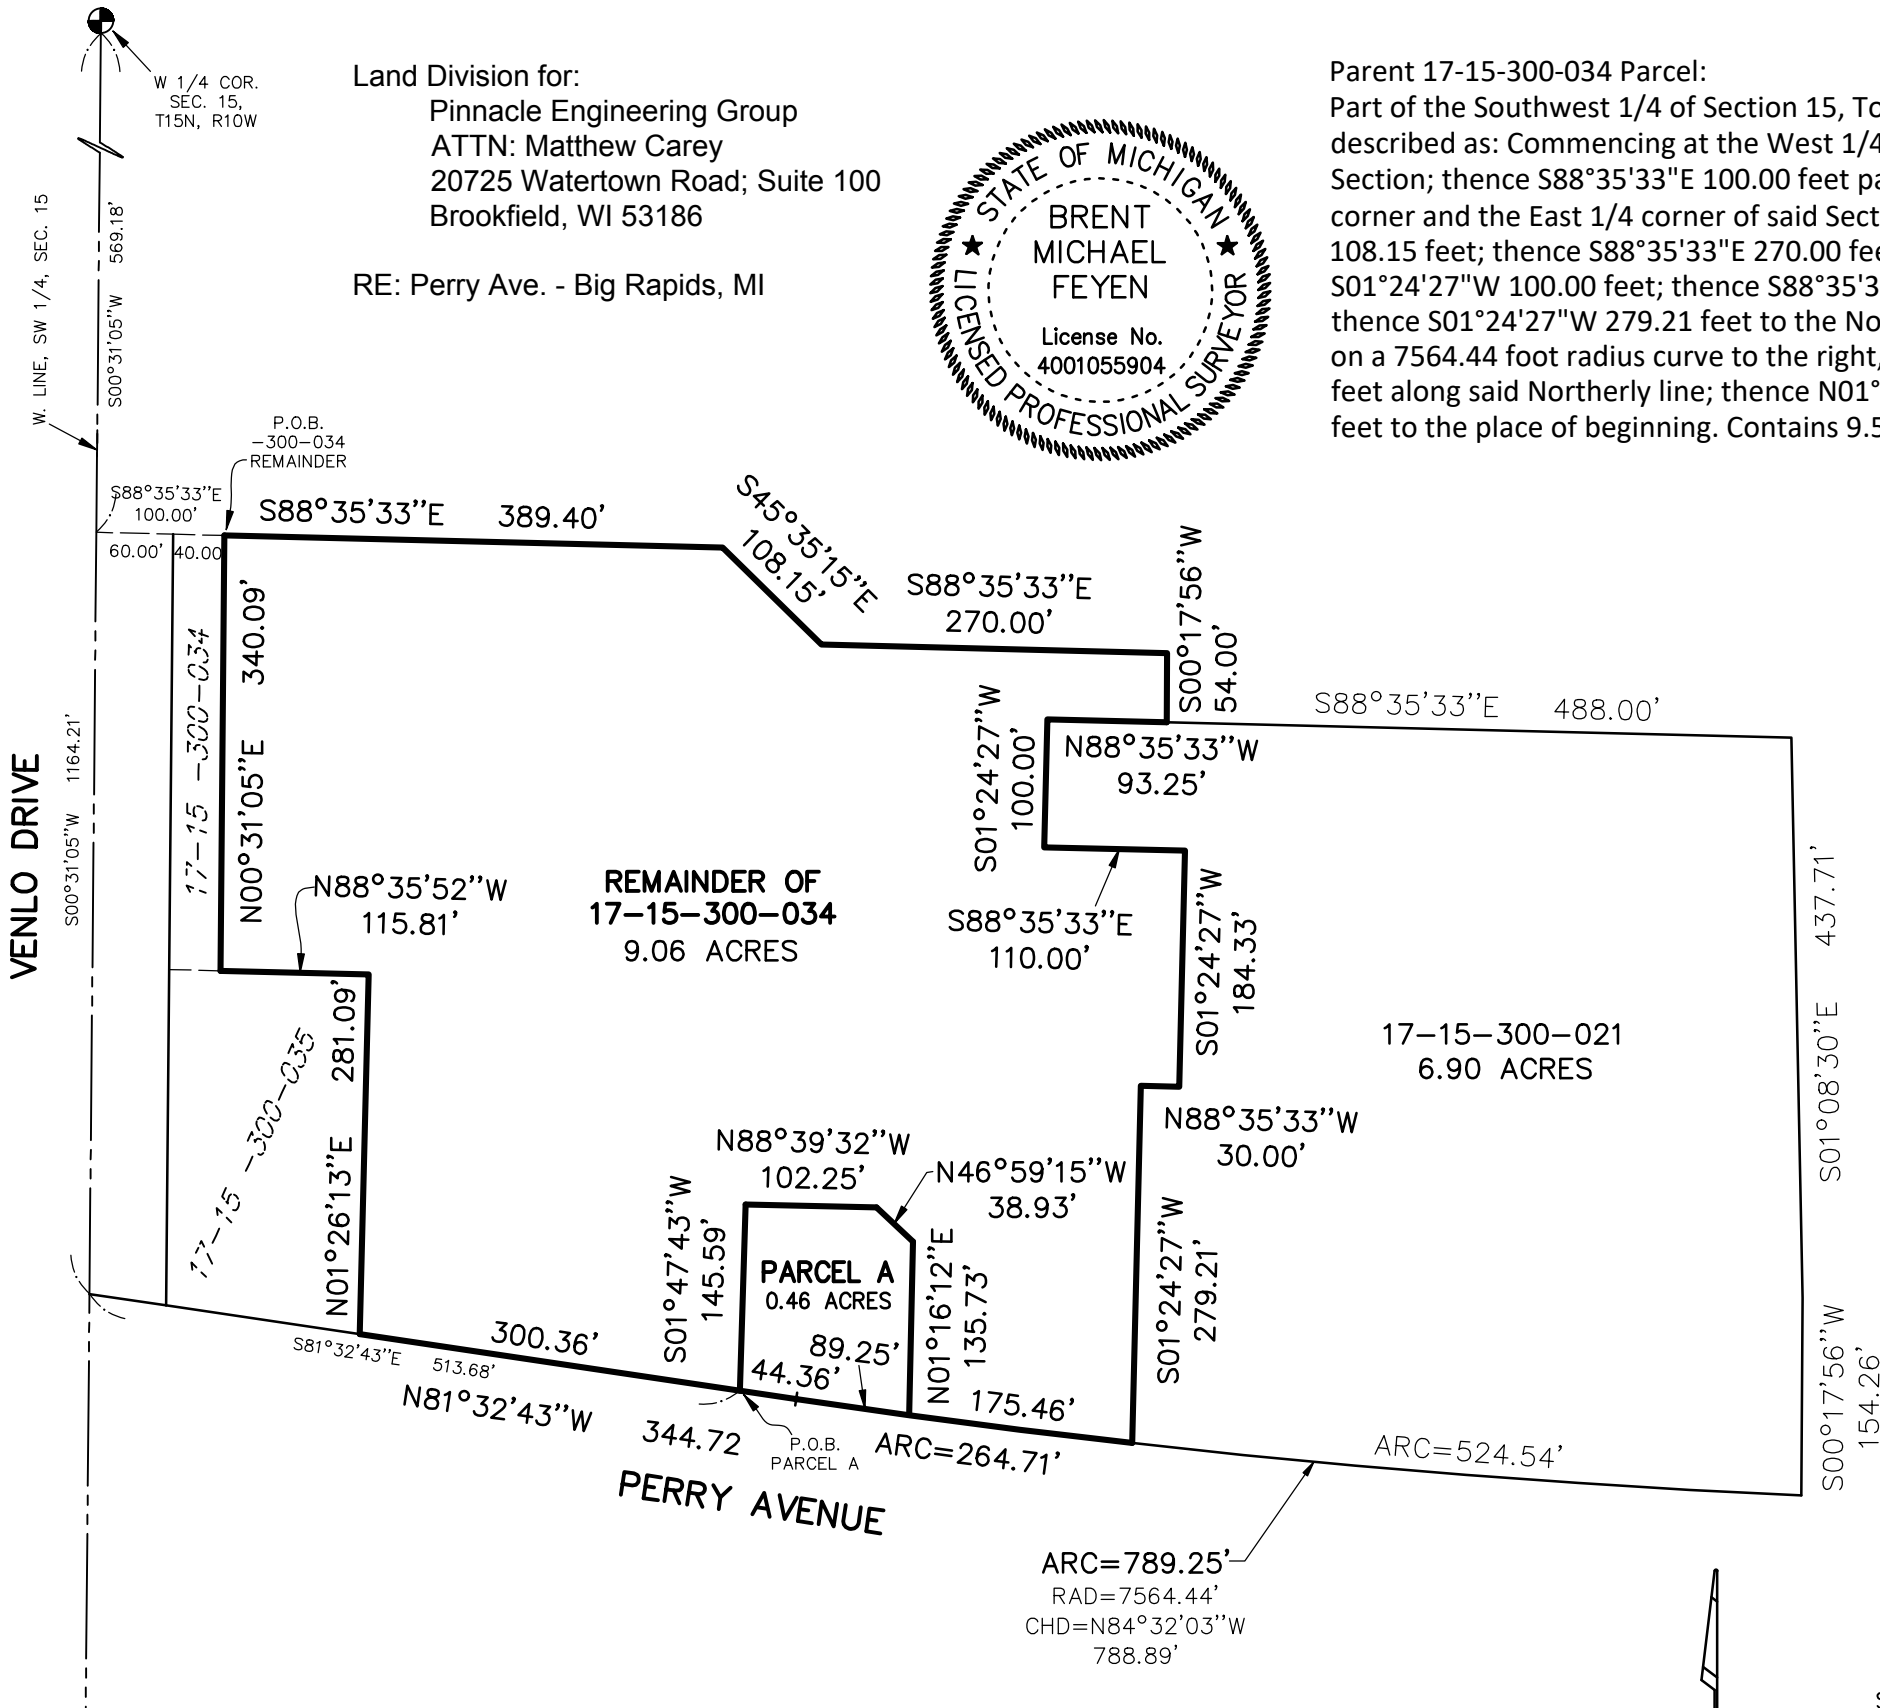 W 1/4 COR.
SEC. 15,
T15N, R10W
Land Division for:
Pinnacle Engineering Group
ATTN: Matthew Carey
20725 Watertown Road; Suite 100
Brookfield, WI 53186
RE: Perry Ave. - Big Rapids, MI
STATE OF MICHIGAN
BRENT
MICHAEL
FEYEN
License No.
4001055904
LICENSED PROFESSIONAL SURVEYOR
Parent 17-15-300-034 Parcel:
Part of the Southwest 1/4 of Section 15, To
described as: Commencing at the West 1/4
Section; thence S88°35'33"E 100.00 feet pa
corner and the East 1/4 corner of said Sect
108.15 feet; thence S88°35'33"E 270.00 fee
S01°24'27"W 100.00 feet; thence S88°35'3
thence S01°24'27"W 279.21 feet to the No
on a 7564.44 foot radius curve to the right,
feet along said Northerly line; thence N01°
feet to the place of beginning. Contains 9.5
W. LINE, SW 1/4, SEC. 15
S00°31'05"W 569.18'
P.O.B.
-300-034
REMAINDER
S88°35'33"E
100.00'
60.00' 40.00
S88°35'33"E 389.40'
S45°35'15"E
108.15'
S88°35'33"E
270.00'
S00°17'56"W
54.00'
S88°35'33"E 488.00'
VENLO DRIVE
S00°31'05"W 1164.21'
17-15 -300-034
N00°31'05"E 340.09'
S01°24'27"W
100.00'
N88°35'33"W
93.25'
N88°35'52"W
115.81'
REMAINDER OF
17-15-300-034
9.06 ACRES
S88°35'33"E
110.00'
S01°24'27"W
184.33'
17-15-300-021
6.90 ACRES
S01°08'30"E 437.71'
17-15 -300-035
N01°26'13"E 281.09'
N88°39'32"W
102.25'
N46°59'15"W
38.93'
N88°35'33"W
30.00'
S01°47'43"W
145.59'
PARCEL A
0.46 ACRES
N01°16'12"E
135.73'
S01°24'27"W
279.21'
S00°17'56"W
154.26'
S81°32'43"E 513.68'
300.36'
44.36'
89.25'
175.46'
N81°32'43"W 344.72
P.O.B.
PARCEL A
ARC=264.71'
ARC=524.54'
PERRY AVENUE
ARC=789.25'
RAD=7564.44'
CHD=N84°32'03"W
788.89'